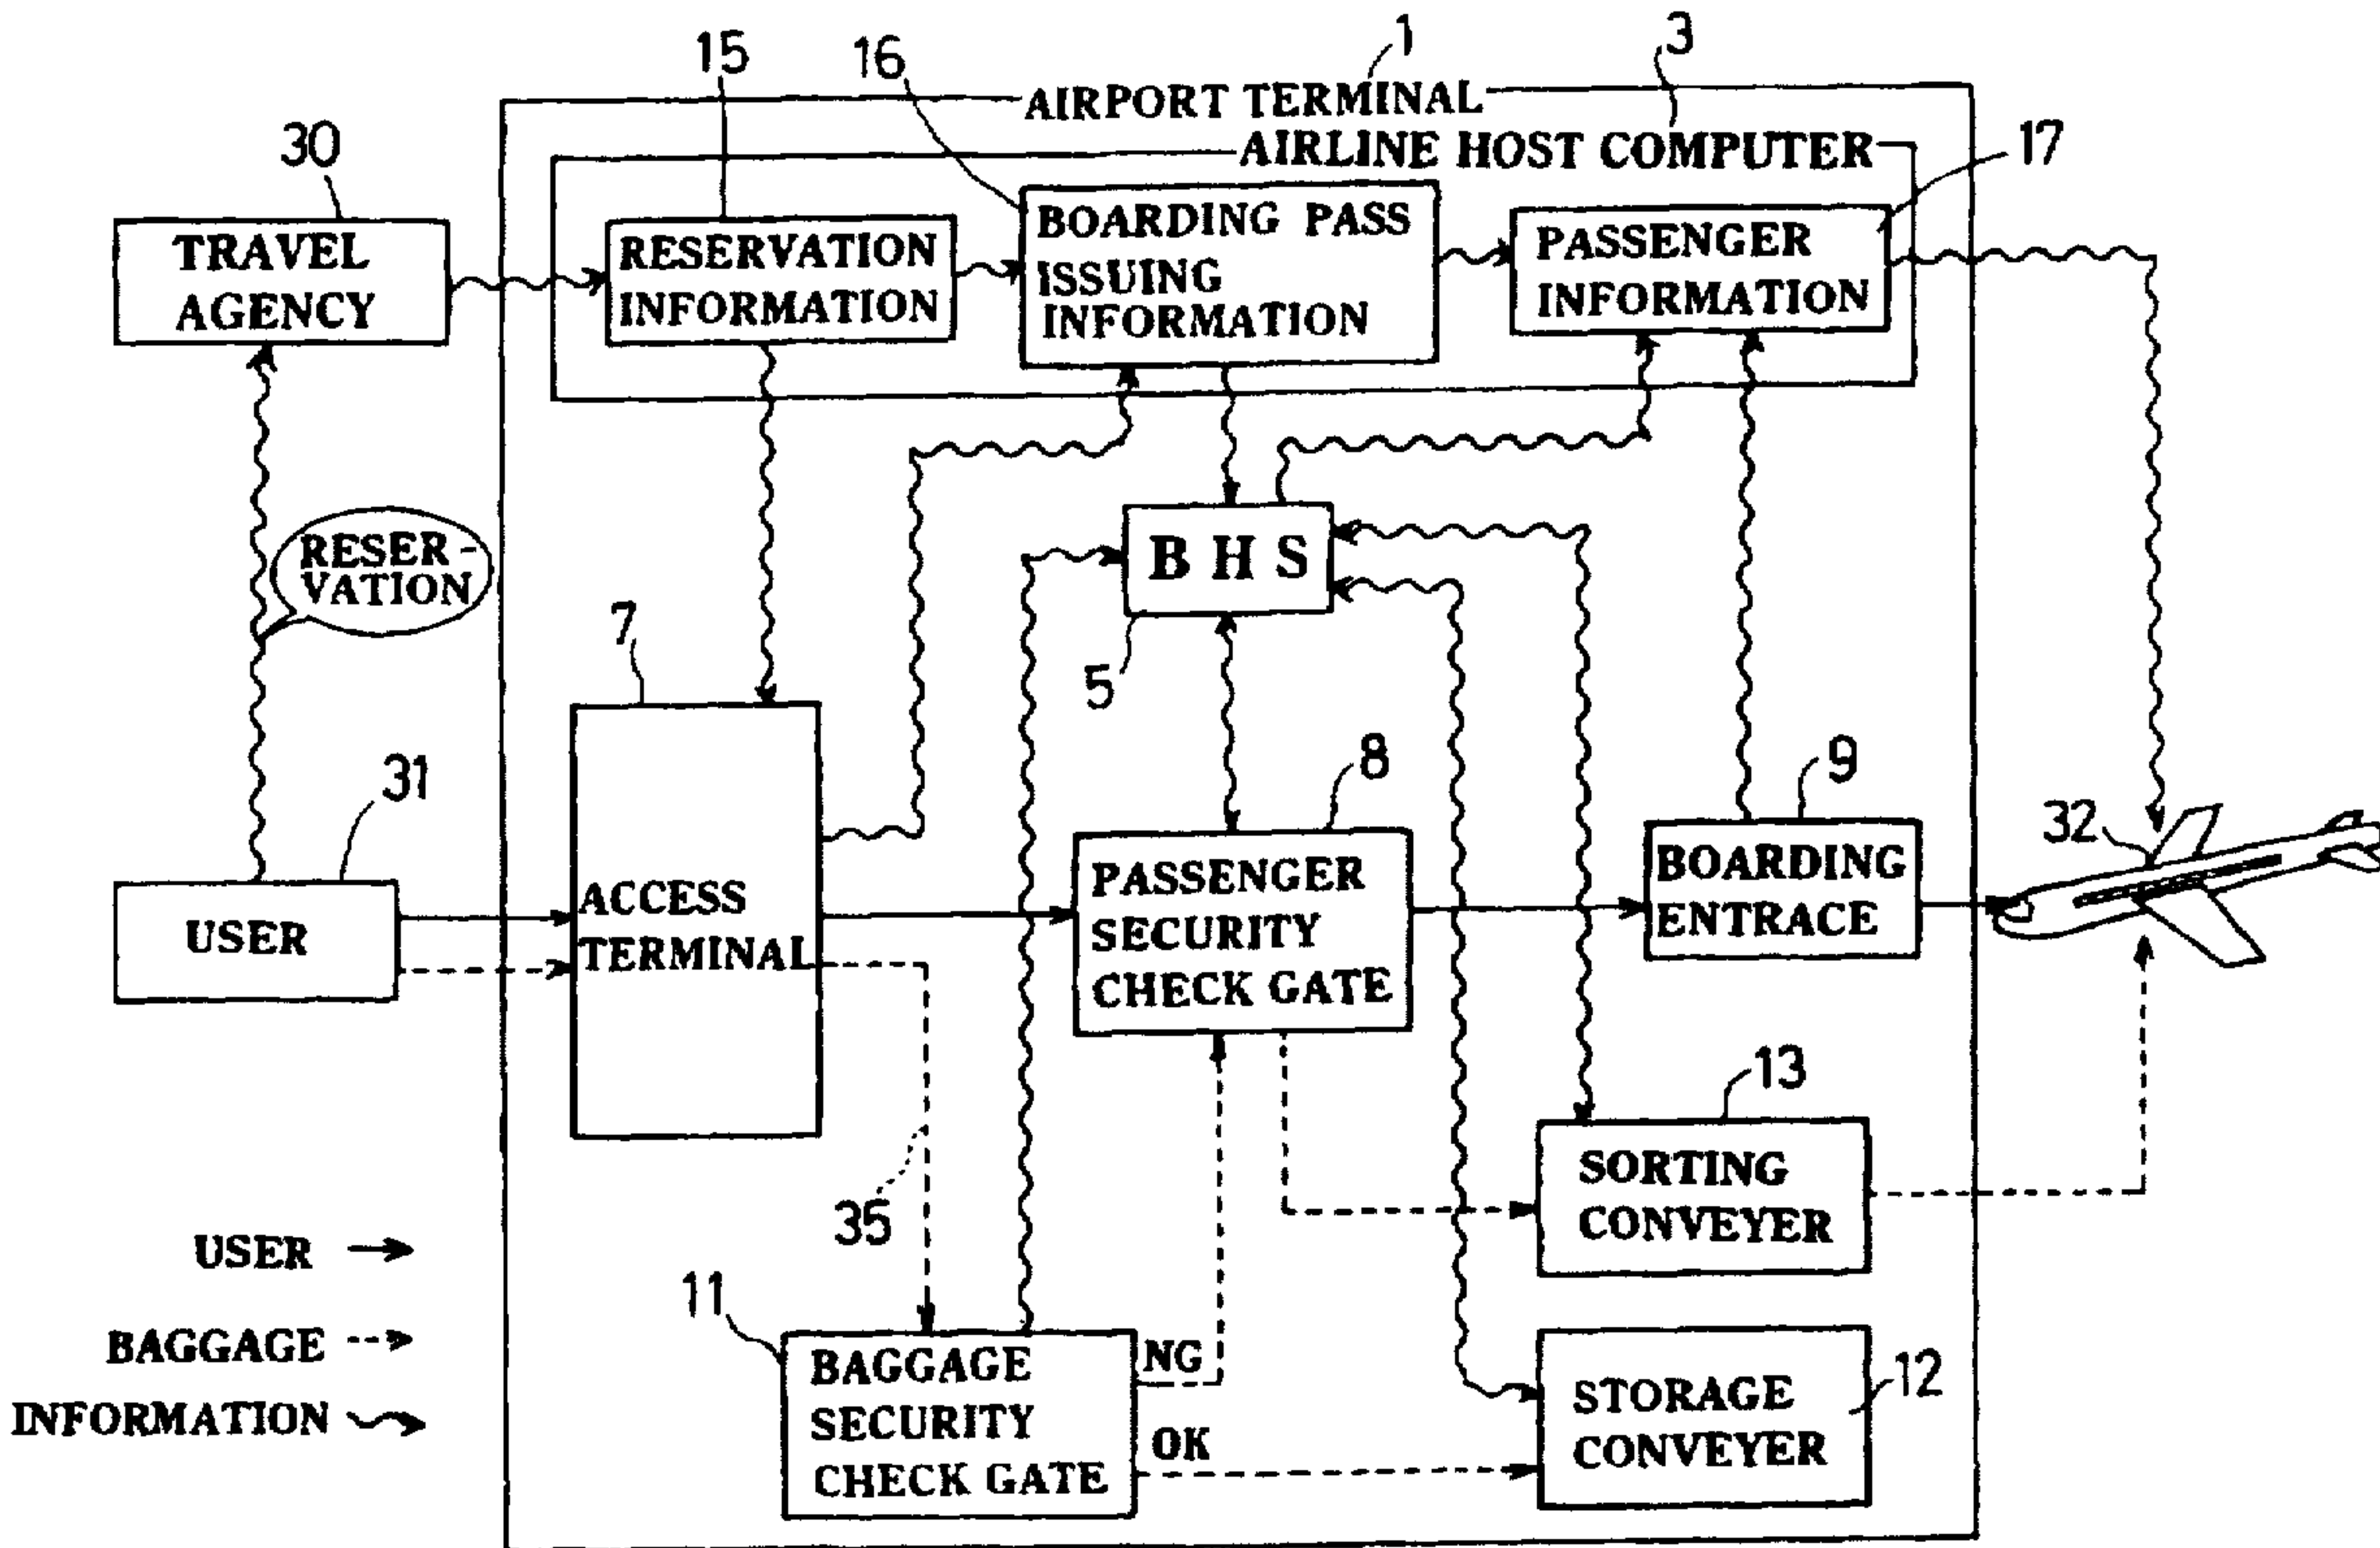 1
3
15
16
AIRPORT TERMINAL
30
AIRLINE HOST COMPUTER
17
TRAVEL
AGENCY
RESERVATION
INFORMATION
BOARDING PASS
ISSUING
INFORMATION
PASSENGER
INFORMATION
RESER-
VATION
B H S
5
7
31
8
9
32
USER
ACCESS
TERMINAL
PASSENGER
SECURITY
CHECK GATE
BOARDING
ENTRACE
13
35
SORTING
CONVEYER
USER
BAGGAGE
INFORMATION
11
BAGGAGE
SECURITY
CHECK GATE
NG
OK
12
STORAGE
CONVEYER